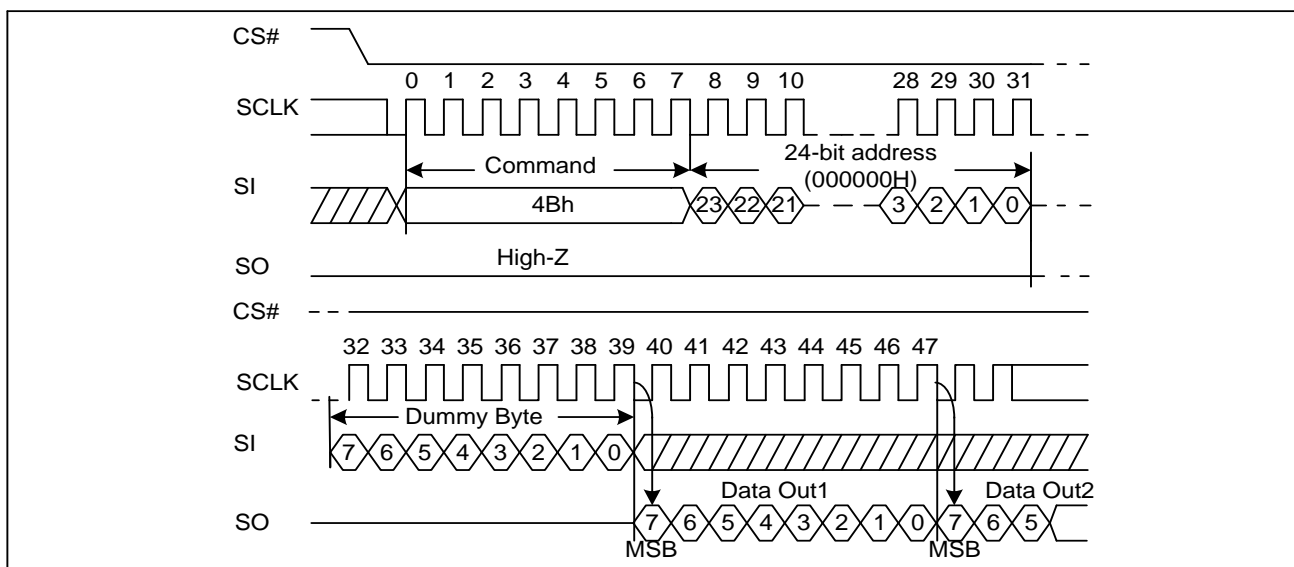 CS#
0 1 2 3 4 5 6 7 8 9 10 28 29 30 31
SCLK
Command
24-bit address
(000000H)
SI
4Bh
23 22 21 3 2 1 0
High-Z
SO
CS#
32 33 34 35 36 37 38 39 40 41 42 43 44 45 46 47
SCLK
Dummy Byte
SI
7 6 5 4 3 2 1 0
Data Out1 Data Out2
SO
7 6 5 4 3 2 1 0 7 6 5
MSB MSB